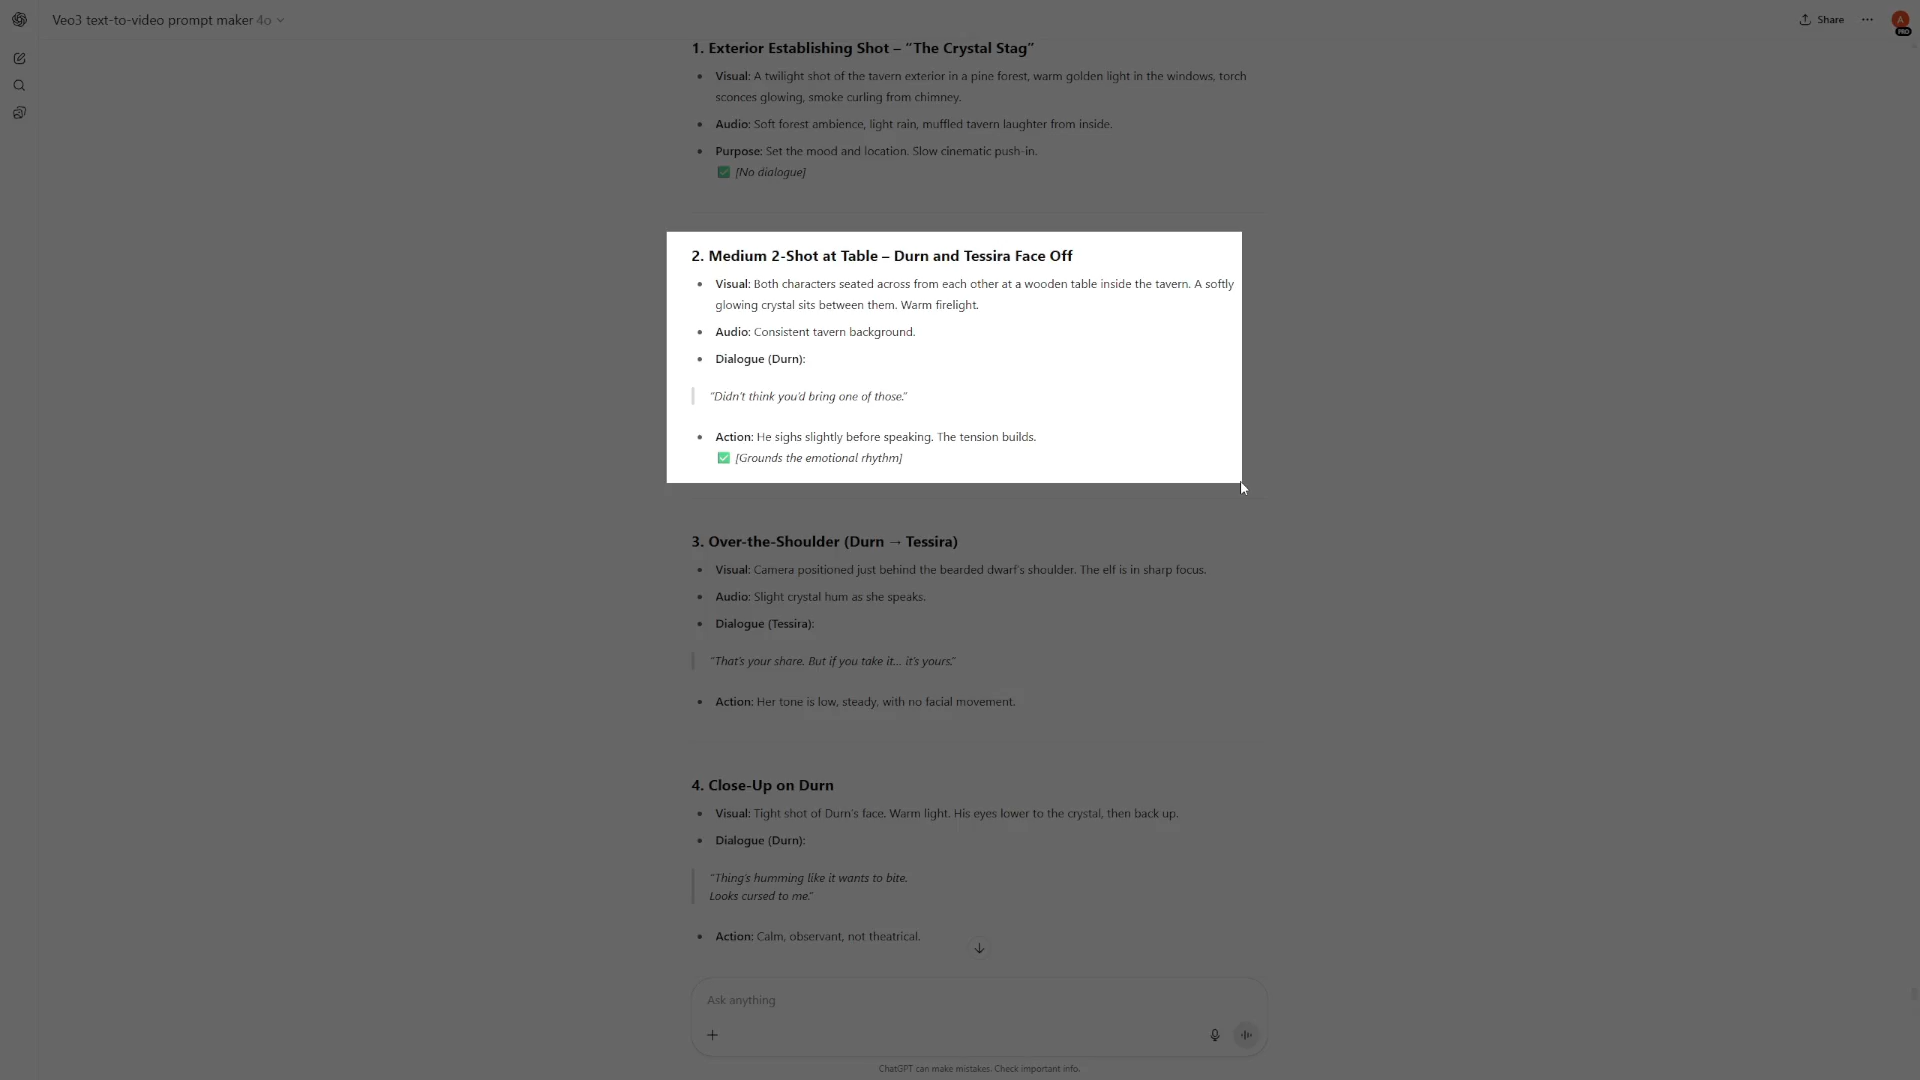 Veo3 text-to-video prompt maker 4o
Share
A
PRO
1. Exterior Establishing Shot – “The Crystal Stag”
Visual: A twilight shot of the tavern exterior in a pine forest, warm golden light in the windows, torch
sconces glowing, smoke curling from chimney.
Audio: Soft forest ambience, light rain, muffled tavern laughter from inside.
Purpose: Set the mood and location. Slow cinematic push-in.
✅ [No dialogue]
2. Medium 2-Shot at Table – Durn and Tessira Face Off
Visual: Both characters seated across from each other at a wooden table inside the tavern. A softly
glowing crystal sits between them. Warm firelight.
Audio: Consistent tavern background.
Dialogue (Durn):
“Didn’t think you’d bring one of those.”
Action: He sighs slightly before speaking. The tension builds.
✅ [Grounds the emotional rhythm]
3. Over-the-Shoulder (Durn → Tessira)
Visual: Camera positioned just behind the bearded dwarf’s shoulder. The elf is in sharp focus.
Audio: Slight crystal hum as she speaks.
Dialogue (Tessira):
“That’s your share. But if you take it… it’s yours.”
Action: Her tone is low, steady, with no facial movement.
4. Close-Up on Durn
Visual: Tight shot of Durn’s face. Warm light. His eyes lower to the crystal, then back up.
Dialogue (Durn):
“Thing’s humming like it wants to bite.
Looks cursed to me.”
Action: Calm, observant, not theatrical.
Ask anything
ChatGPT can make mistakes. Check important info.